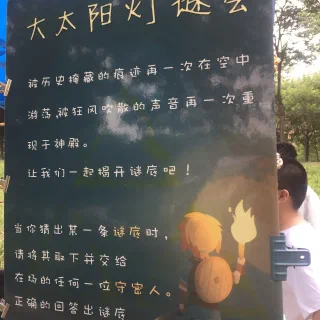 大太阳灯谜会
被历史掩藏的痕迹再一次在空中
游荡,被狂风吹散的声音再一次重
现于神殿。
让我们一起揭开谜底吧！
当你猜出某一条谜底时,
请将其取下并交给
在场的任何一位守密人。
正确的回答出谜底